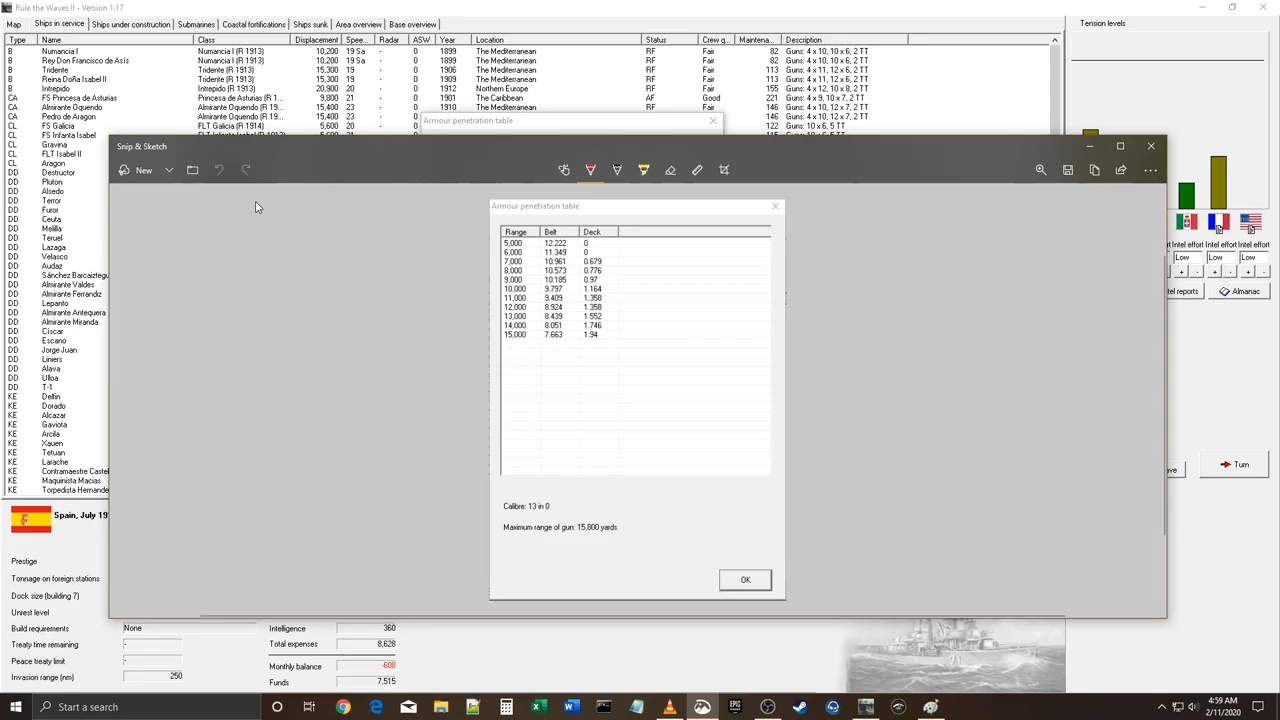 Rule the Waves II - Version 1.17
Map Ships in service Ships under construction Submarines Coastal fortifications Ships sunk Area overview Base overview
Type Name Class Displacement Spee... Radar ASW Year Location Status Crew q... Maintena... Description
B Numancia I Numancia I (R 1913) 10,200 19 Sa - 0 1899 The Mediterranean RF Fair 82 Guns: 4 x 10, 10 x 6, 2 TT
B Rey Don Francisco de Asís Numancia I (R 1913) 10,200 19 Sa - 0 1899 The Mediterranean RF Fair 82 Guns: 4 x 10, 10 x 6, 2 TT
B Tridente Tridente (R 1913) 15,300 19 - 0 1906 The Mediterranean RF Fair 113 Guns: 4 x 11, 12 x 6, 2 TT
B Reina Doña Isabel II Tridente (R 1913) 15,300 19 - 0 1909 The Mediterranean RF Fair 113 Guns: 4 x 11, 12 x 6, 2 TT
B Intrepido Intrepido (R 1913) 20,900 20 - 0 1912 Northern Europe RF Fair 155 Guns: 4 x 12, 10 x 8, 2 TT
CA FS Princesa de Asturias Princesa de Asturias (R 1... 9,800 21 - 0 1901 The Caribbean AF Good 221 Guns: 4 x 9, 10 x 7, 2 TT
CA Almirante Oquendo Almirante Oquendo (R 19... 15,400 23 - 0 1910 The Mediterranean RF Fair 146 Guns: 4 x 10, 12 x 7, 2 TT
CA Pedro de Aragon Almirante Oquendo (R 19... 15,400 23 146 Guns: 4 x 10, 12 x 7, 2 TT
CL FS Galicia FLT Galicia (R 1914) 5,600 20 122 Guns: 10 x 6, 5 TT
CL FS Infanta Isabel
CL Gravina
CL FLT Isabel II
CL Aragon
DD Destructor
DD Pluton
DD Alsedo
DD Terror
DD Furor
DD Ceuta
DD Melilla
DD Teruel
DD Lazaga
DD Velasco
DD Audaz
DD Sánchez Barcaiztegu
DD Almirante Valdes
DD Almirante Ferrandiz
DD Lepanto
DD Almirante Antequera
DD Almirante Miranda
DD Císcar
DD Escano
DD Jorge Juan
DD Liniers
DD Alava
DD Ulloa
DD T-1
KE Delfin
KE Dorado
KE Alcazar
KE Gaviota
KE Arcila
KE Xauen
KE Tetuan
KE Larache
KE Contramaestre Castel
KE Maquinista Macias
KE Torpedista Hernande
Armour penetration table
Snip & Sketch
New
Armour penetration table
Range Belt Deck
5,000 12.222 0
6,000 11.349 0
7,000 10.961 0.679
8,000 10.573 0.776
9,000 10.185 0.97
10,000 9.797 1.164
11,000 9.409 1.358
12,000 8.924 1.358
13,000 8.439 1.552
14,000 8.051 1.746
15,000 7.663 1.94
Calibre: 13 in 0
Maximum range of gun: 15,800 yards
OK
Tension levels
Intel effort Intel effort Intel effort
Low Low Low
+ - + - + -
tel reports Almanac
Turn
Spain, July 19
Prestige
Tonnage on foreign stations
Dock size (building 7)
Unrest level
Build requirements None
Treaty time remaining -
Peace treaty limit -
Invasion range (nm) 250
Intelligence 360
Total expenses 8,628
Monthly balance -608
Funds 7,515
Start a search
4:59 AM
2/11/2020